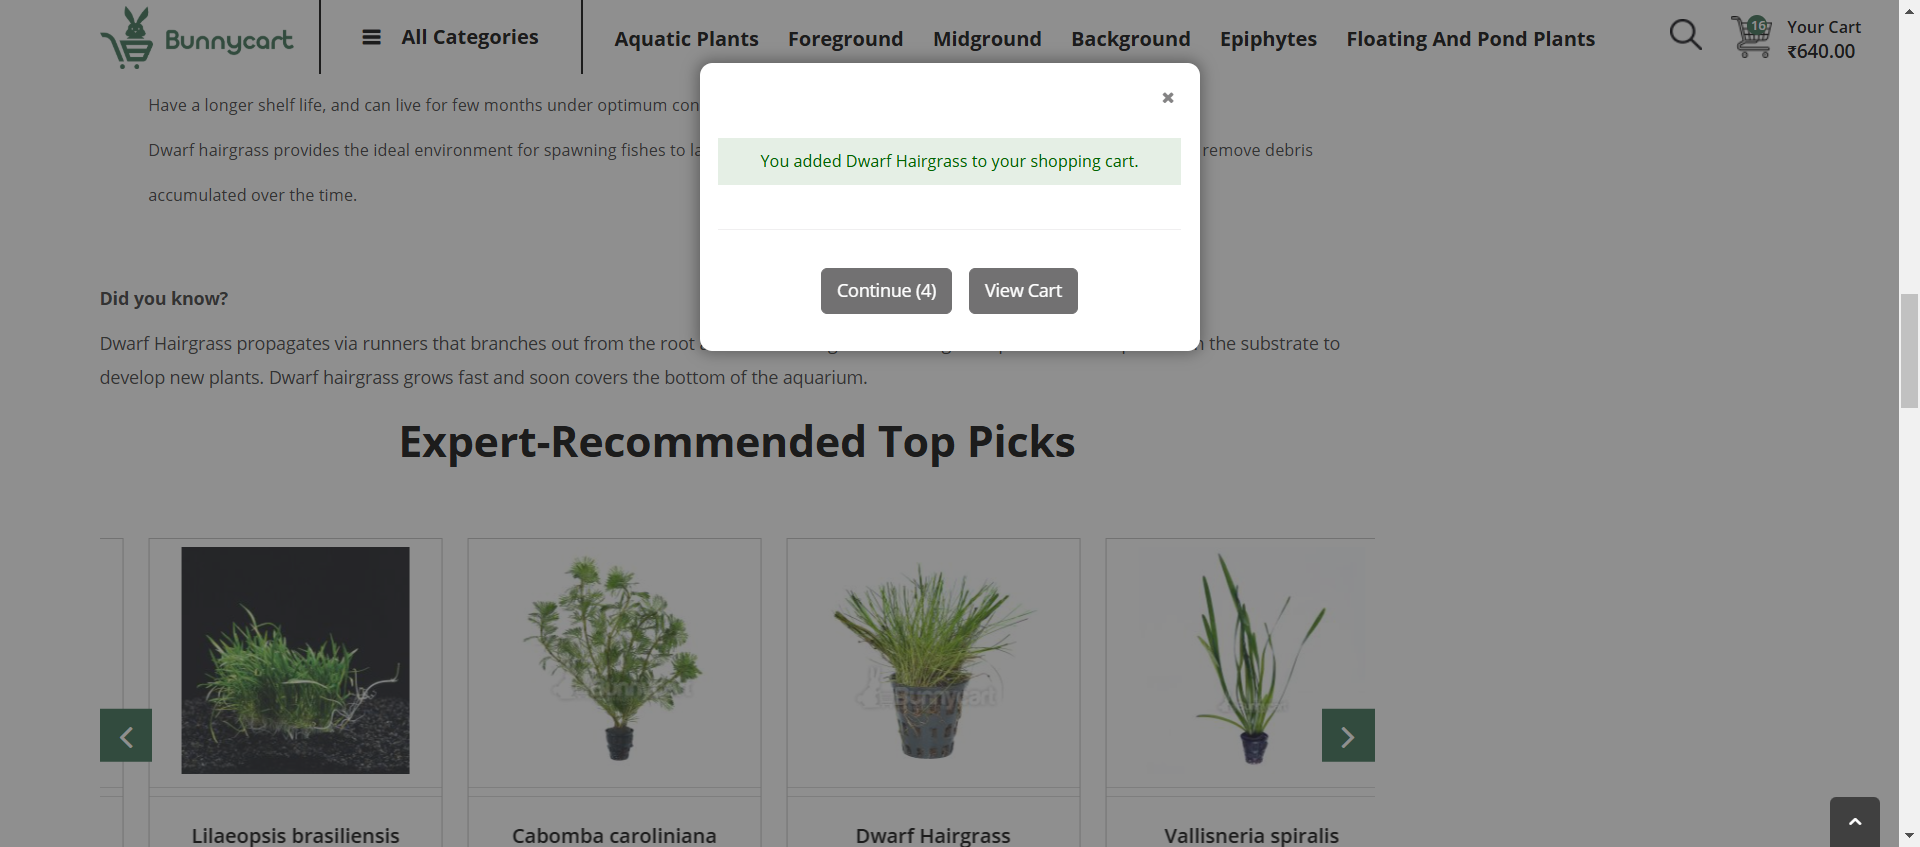 Bunnycart
All Categories
Aquatic Plants
Foreground
Midground
Background
Epiphytes
Floating And Pond Plants
16
Your Cart
₹640.00
Have a longer shelf life, and can live for few months under optimum con
Dwarf hairgrass provides the ideal environment for spawning fishes to la
remove debris
accumulated over the time.
×
You added Dwarf Hairgrass to your shopping cart.
Continue (4)
View Cart
Did you know?
Dwarf Hairgrass propagates via runners that branches out from the root
the substrate to
develop new plants. Dwarf hairgrass grows fast and soon covers the bottom of the aquarium.
Expert-Recommended Top Picks
Bunnycart
Bunnycart
Lilaeopsis brasiliensis
Cabomba caroliniana
Dwarf Hairgrass
Vallisneria spiralis